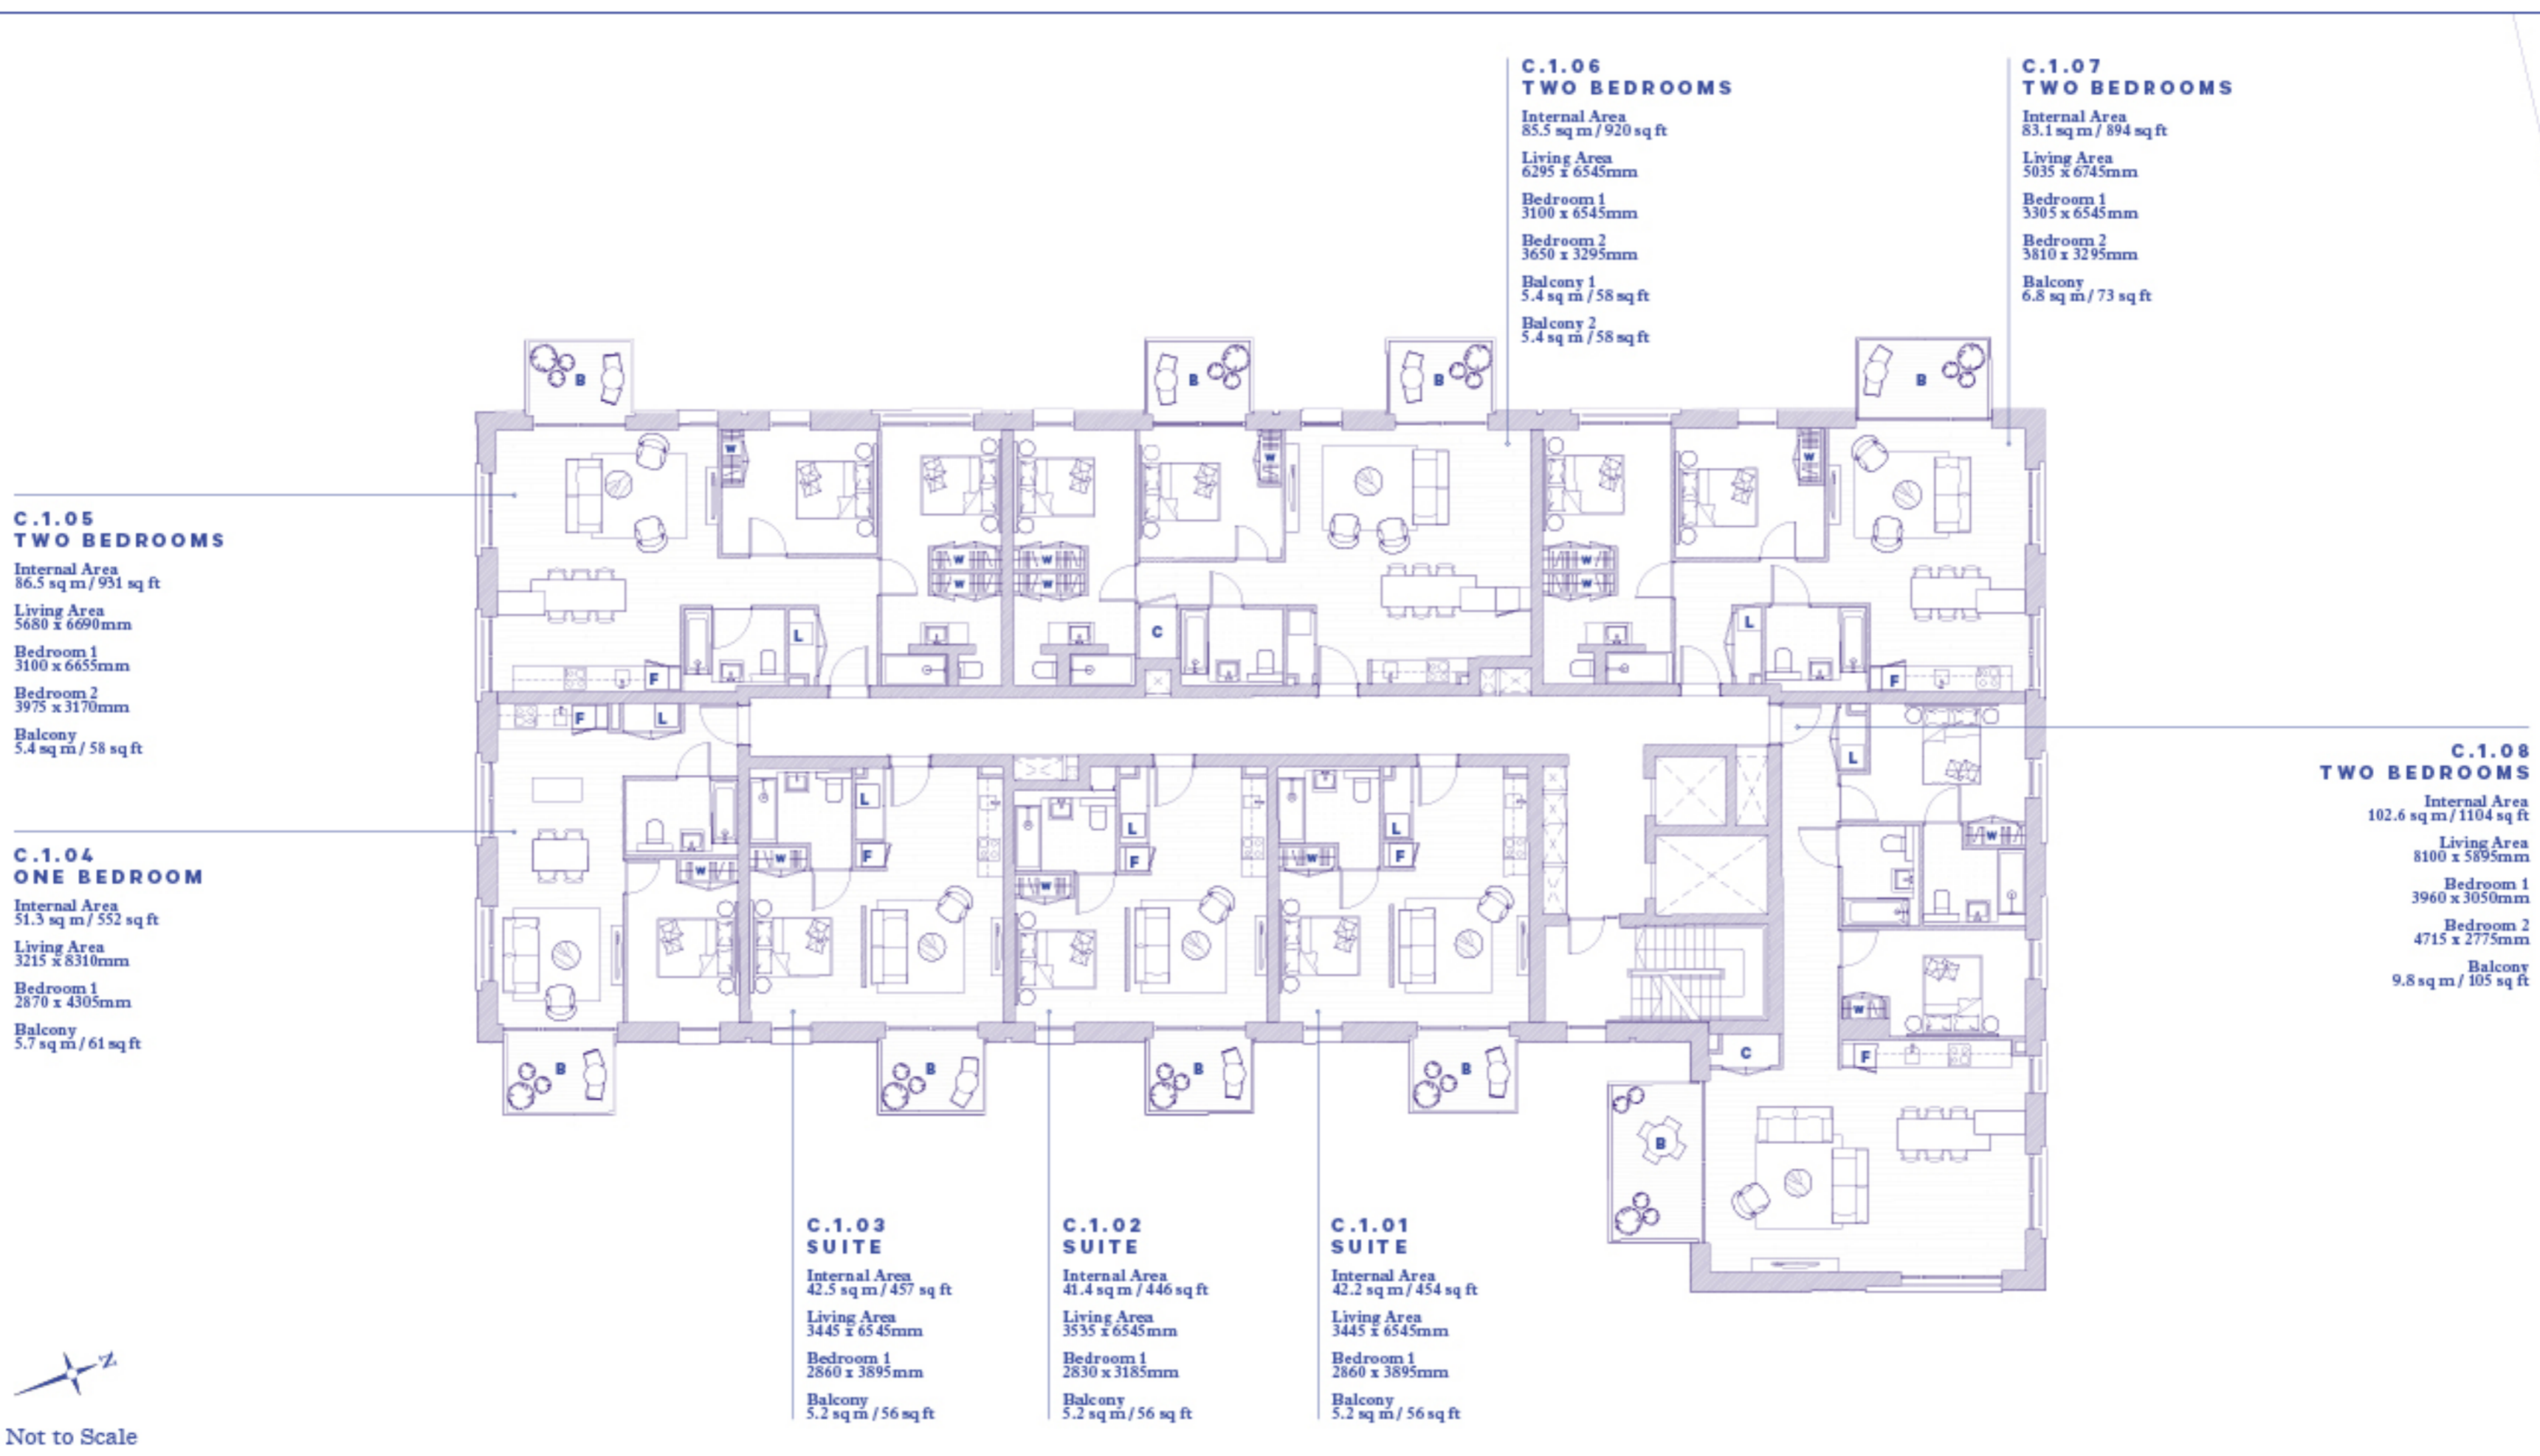 C.1.06
TWO BEDROOMS
Internal Area
85.5 sq m / 920 sq ft
Living Area
6295 x 6545mm
Bedroom 1
3100 x 6545mm
Bedroom 2
3650 x 3295mm
Balcony 1
5.4 sq m / 58 sq ft
Balcony 2
5.4 sq m / 58 sq ft
C.1.07
TWO BEDROOMS
Internal Area
83.1 sq m / 894 sq ft
Living Area
5035 x 6745mm
Bedroom 1
3305 x 6545mm
Bedroom 2
3810 x 3295mm
Balcony
6.8 sq m / 73 sq ft
B
B
B
B
W
W
W
C.1.05
TWO BEDROOMS
Internal Area
86.5 sq m / 931 sq ft
Living Area
5680 x 6690mm
Bedroom 1
3100 x 6655mm
Bedroom 2
3975 x 3170mm
Balcony
5.4 sq m / 58 sq ft
W
W
W
W
W
W
L
C
L
F
F
F
L
L
C.1.08
TWO BEDROOMS
Internal Area
102.6 sq m / 1104 sq ft
Living Area
8100 x 5895mm
Bedroom 1
3960 x 3050mm
Bedroom 2
4715 x 2775mm
Balcony
9.8 sq m / 105 sq ft
L
L
L
W
F
F
F
W
W
W
W
W
C.1.04
ONE BEDROOM
Internal Area
51.3 sq m / 552 sq ft
Living Area
3215 x 8310mm
Bedroom 1
2870 x 4305mm
Balcony
5.7 sq m / 61 sq ft
C
F
B
B
B
B
B
C.1.03
SUITE
Internal Area
42.5 sq m / 457 sq ft
Living Area
3445 x 6545mm
Bedroom 1
2860 x 3895mm
Balcony
5.2 sq m / 56 sq ft
C.1.02
SUITE
Internal Area
41.4 sq m / 446 sq ft
Living Area
3535 x 6545mm
Bedroom 1
2830 x 3185mm
Balcony
5.2 sq m / 56 sq ft
C.1.01
SUITE
Internal Area
42.2 sq m / 454 sq ft
Living Area
3445 x 6545mm
Bedroom 1
2860 x 3895mm
Balcony
5.2 sq m / 56 sq ft
N
Not to Scale